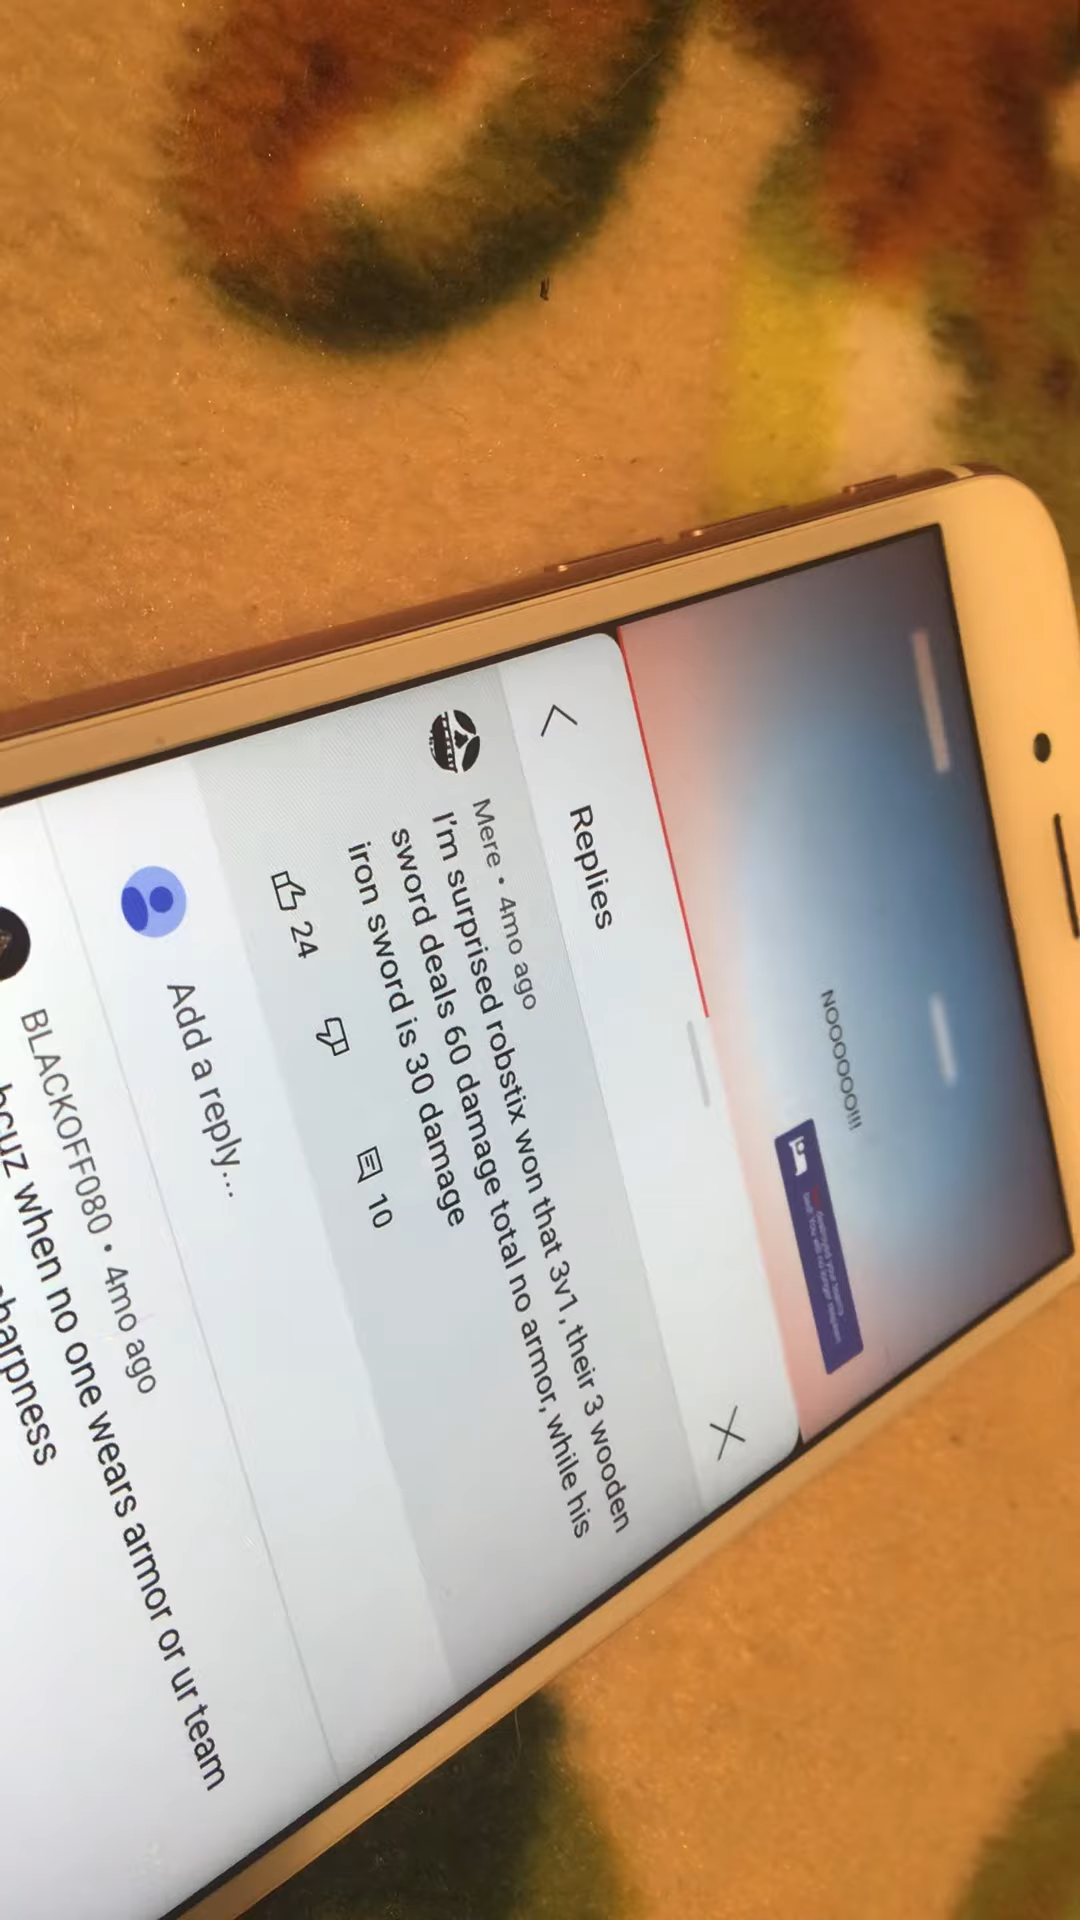 NOOOOOO!!!
Replies
Mere • 4mo ago
I'm surprised robstix won that 3v1, their 3 wooden
sword deals 60 damage total no armor, while his
iron sword is 30 damage
24
10
Add a reply...
BLACKOFF080 • 4mo ago
bcuz when no one wears armor or ur team
harpness